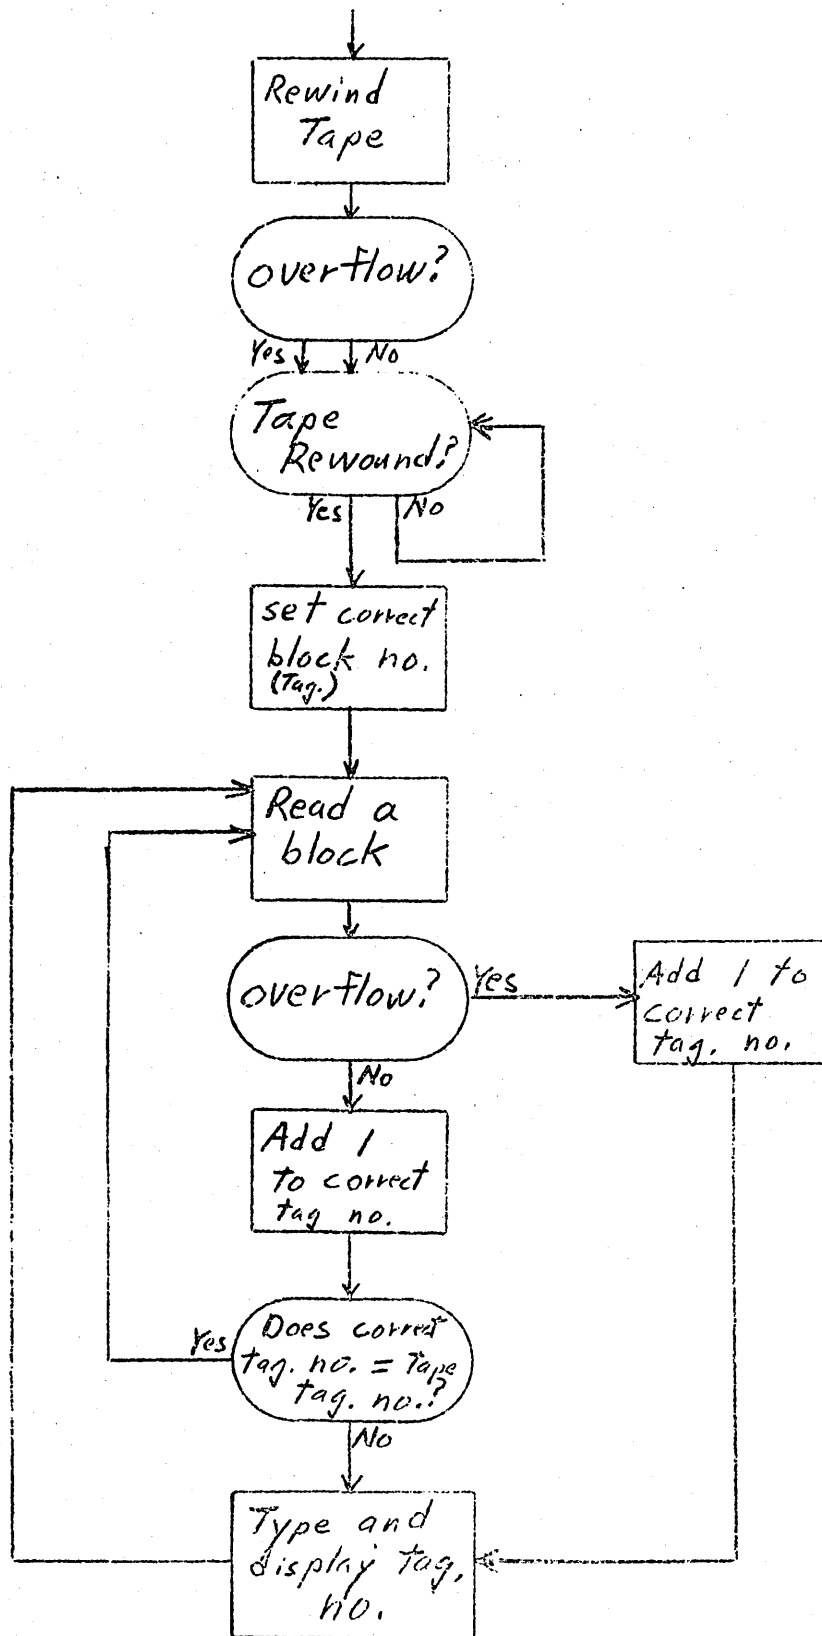 Rewind
Tape
overflow?
Yes No
Tape
Rewound?
Yes No
set correct
block no.
(Tag.)
Read a
block
overflow?
Yes
Add 1 to
correct
tag. no.
No
Add 1
to correct
tag no.
Does correct
tag. no. = Tape
tag. no.?
Yes
No
Type and
display tag.
no.